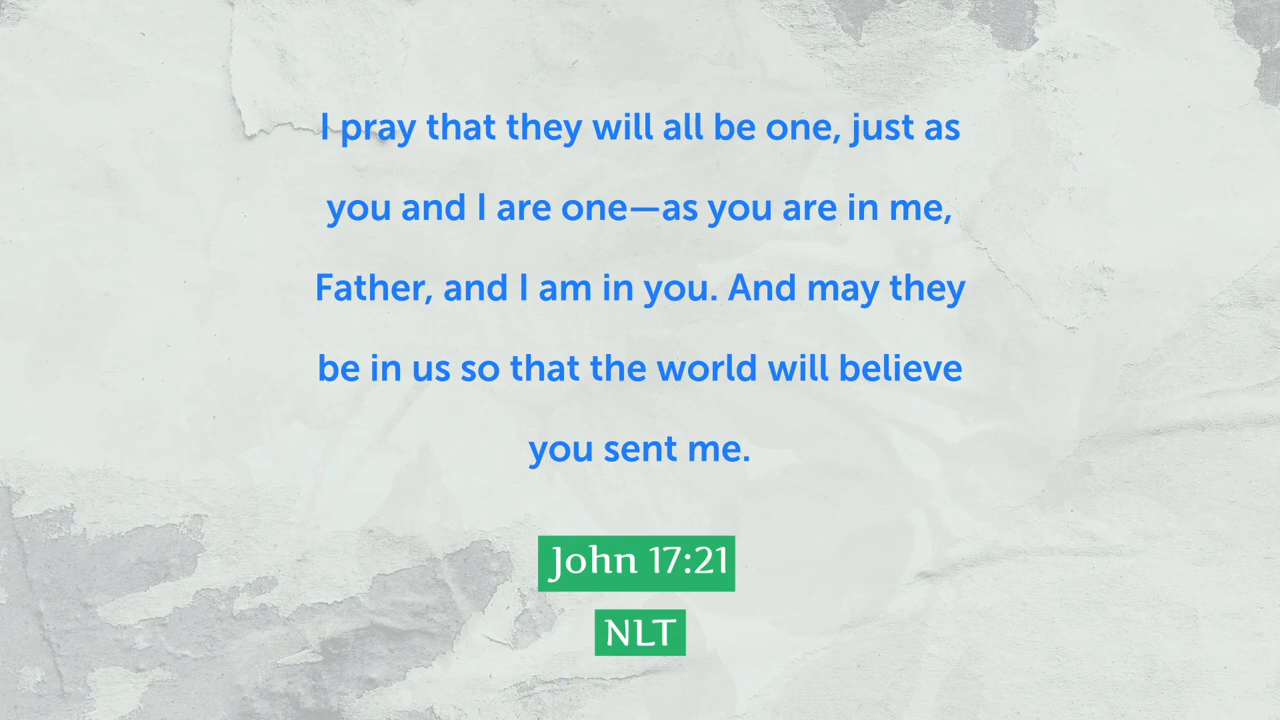 I pray that they will all be one, just as
you and I are one—as you are in me,
Father, and I am in you. And may they
be in us so that the world will believe
you sent me.
John 17:21
NLT